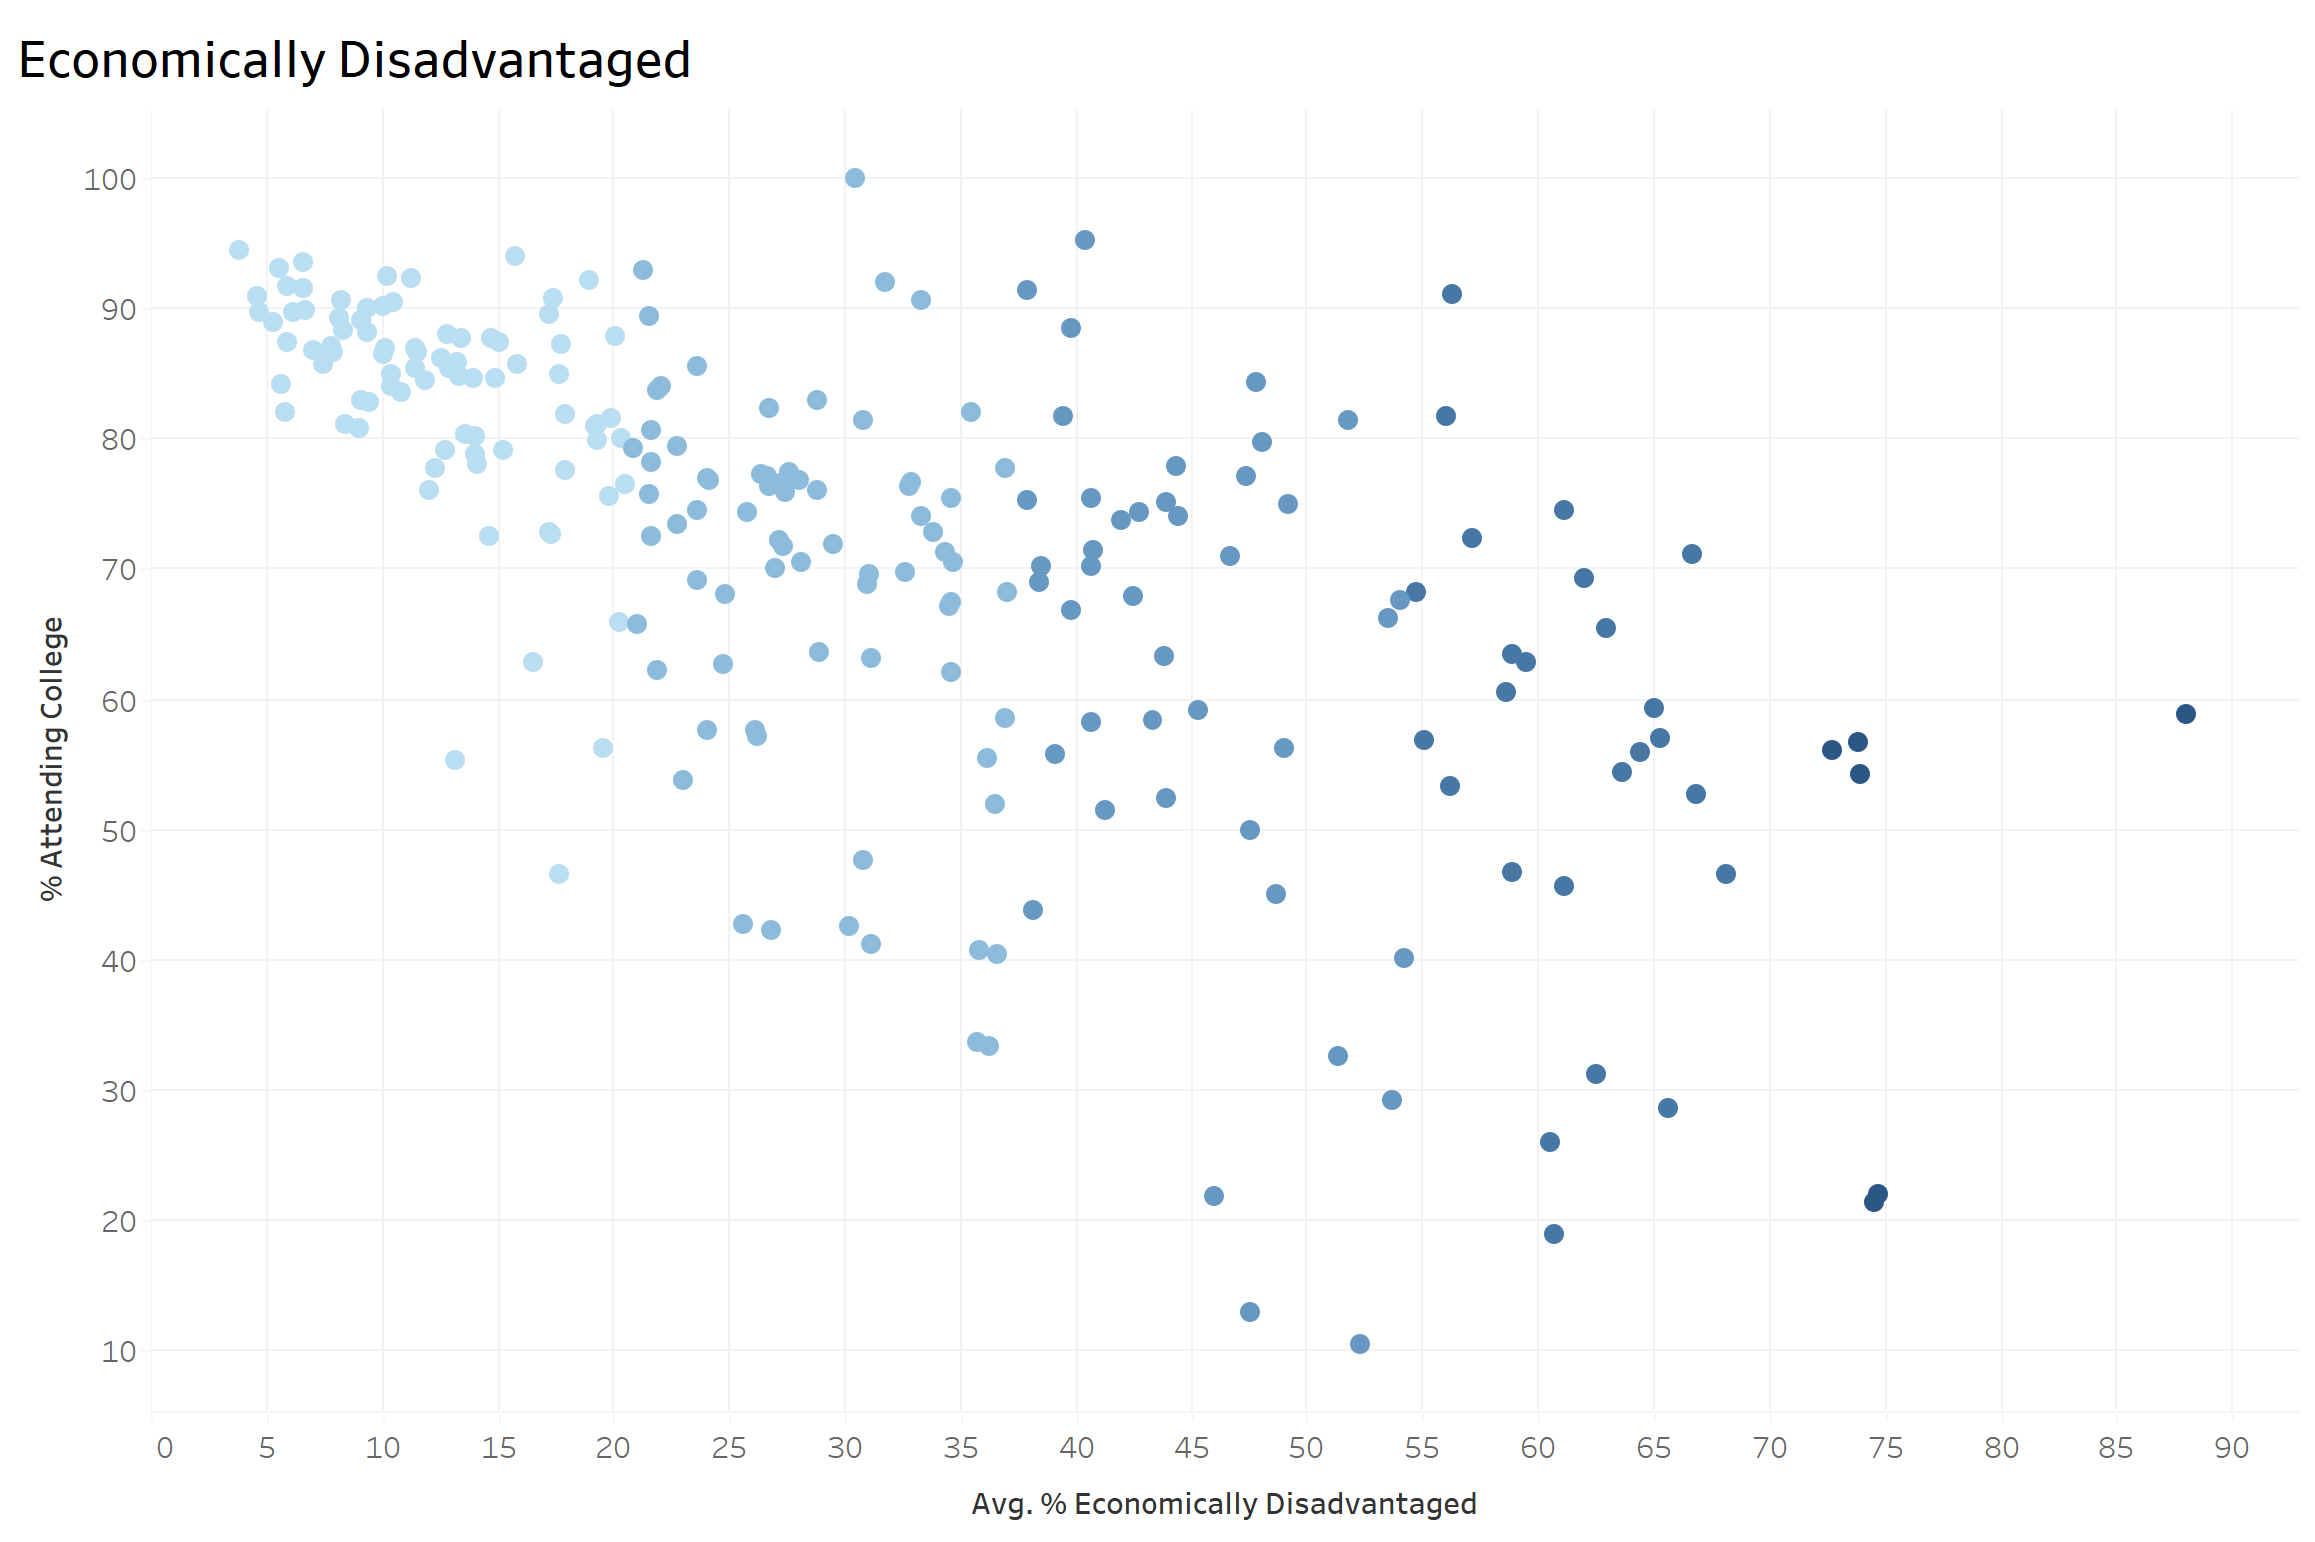 Economically Disadvantaged
% Attending College
100
90
80
70
60
50
40
30
20
10
0 5 10 15 20 25 30 35 40 45 50 55 60 65 70 75 80 85 90
Avg. % Economically Disadvantaged